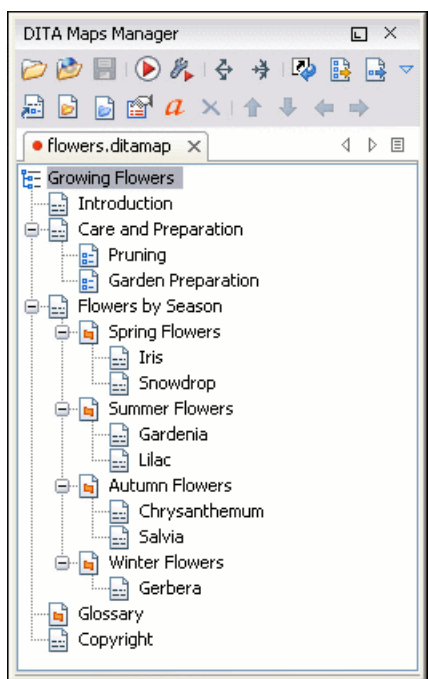 DITA Maps Manager
a
flowers.ditamap
Growing Flowers
Introduction
Care and Preparation
Pruning
Garden Preparation
Flowers by Season
Spring Flowers
Iris
Snowdrop
Summer Flowers
Gardenia
Lilac
Autumn Flowers
Chrysanthemum
Salvia
Winter Flowers
Gerbera
Glossary
Copyright